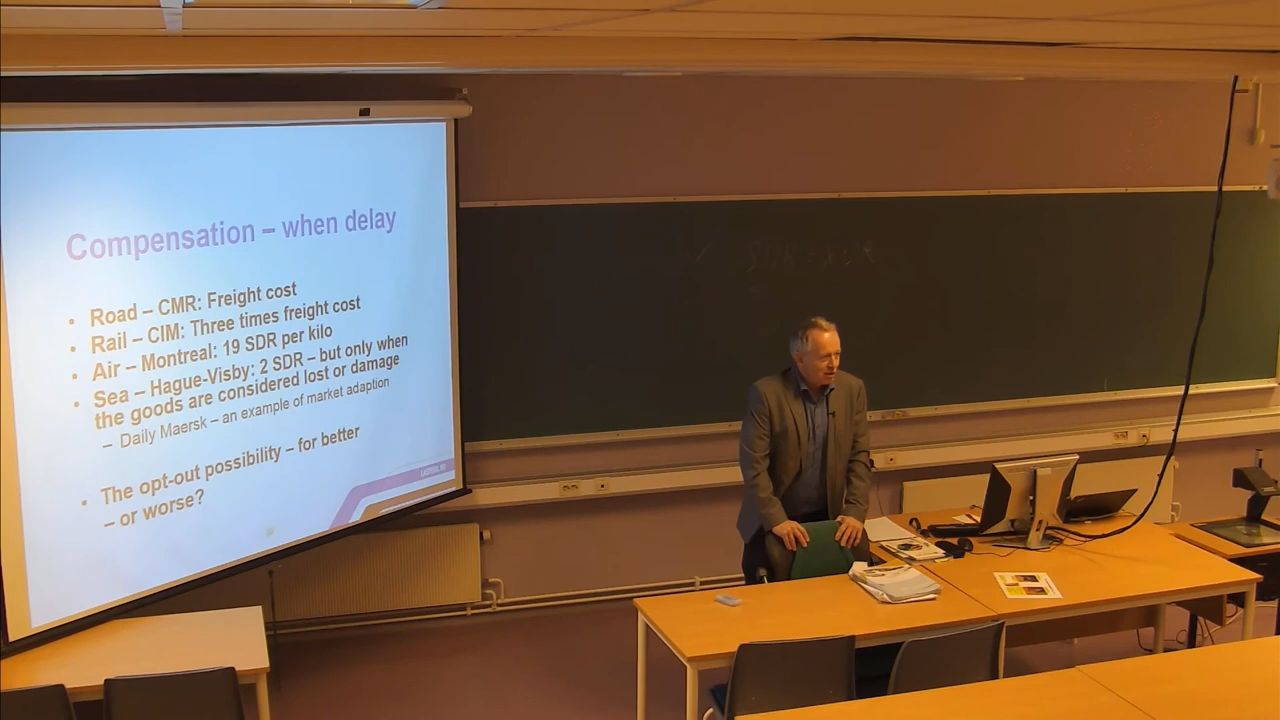 Compensation – when delay
• Road – CMR: Freight cost
• Rail – CIM: Three times freight cost
• Air – Montreal: 19 SDR per kilo
• Sea – Hague-Visby: 2 SDR – but only when
the goods are considered lost or damage
– Daily Maersk – an example of market adaption
• The opt-out possibility – for better
– or worse?